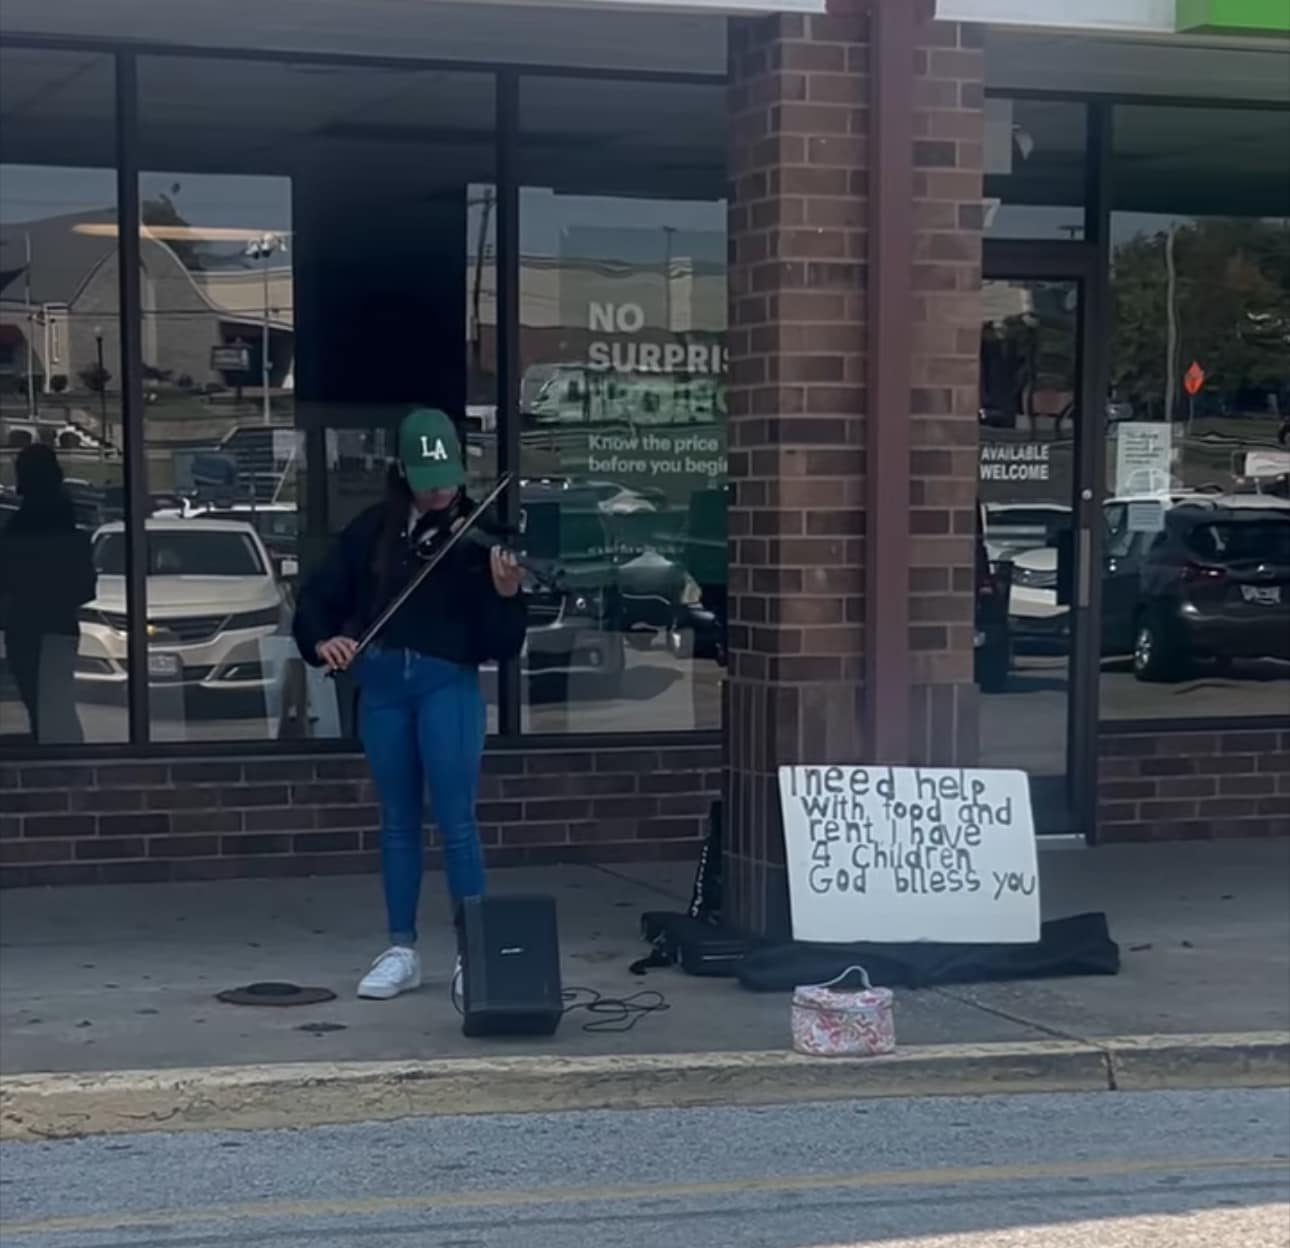 LA
NO
SURPRIS
Know the price
before you begi
AVAILABLE
WELCOME
I need help
with, food and
rent, I have
4 Children
God blless you